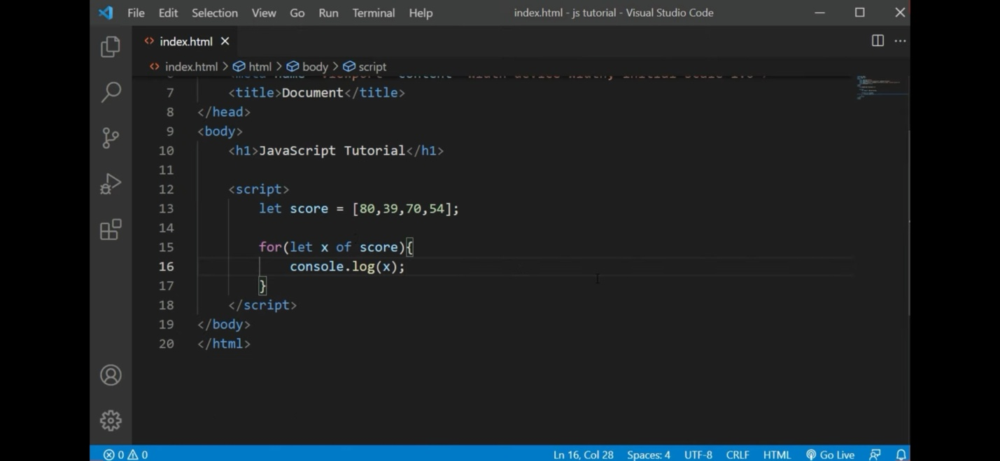 File Edit Selection View Go Run Terminal Help index.html - js tutorial - Visual Studio Code
index.html
index.html > html > body > script
7 <title>Document</title>
8 </head>
9 <body>
10 <h1>JavaScript Tutorial</h1>
11
12 <script>
13 let score = [80,39,70,54];
14
15 for(let x of score){
16 console.log(x);
17 }
18 </script>
19 </body>
20 </html>
0 0 Ln 16, Col 28 Spaces: 4 UTF-8 CRLF HTML Go Live